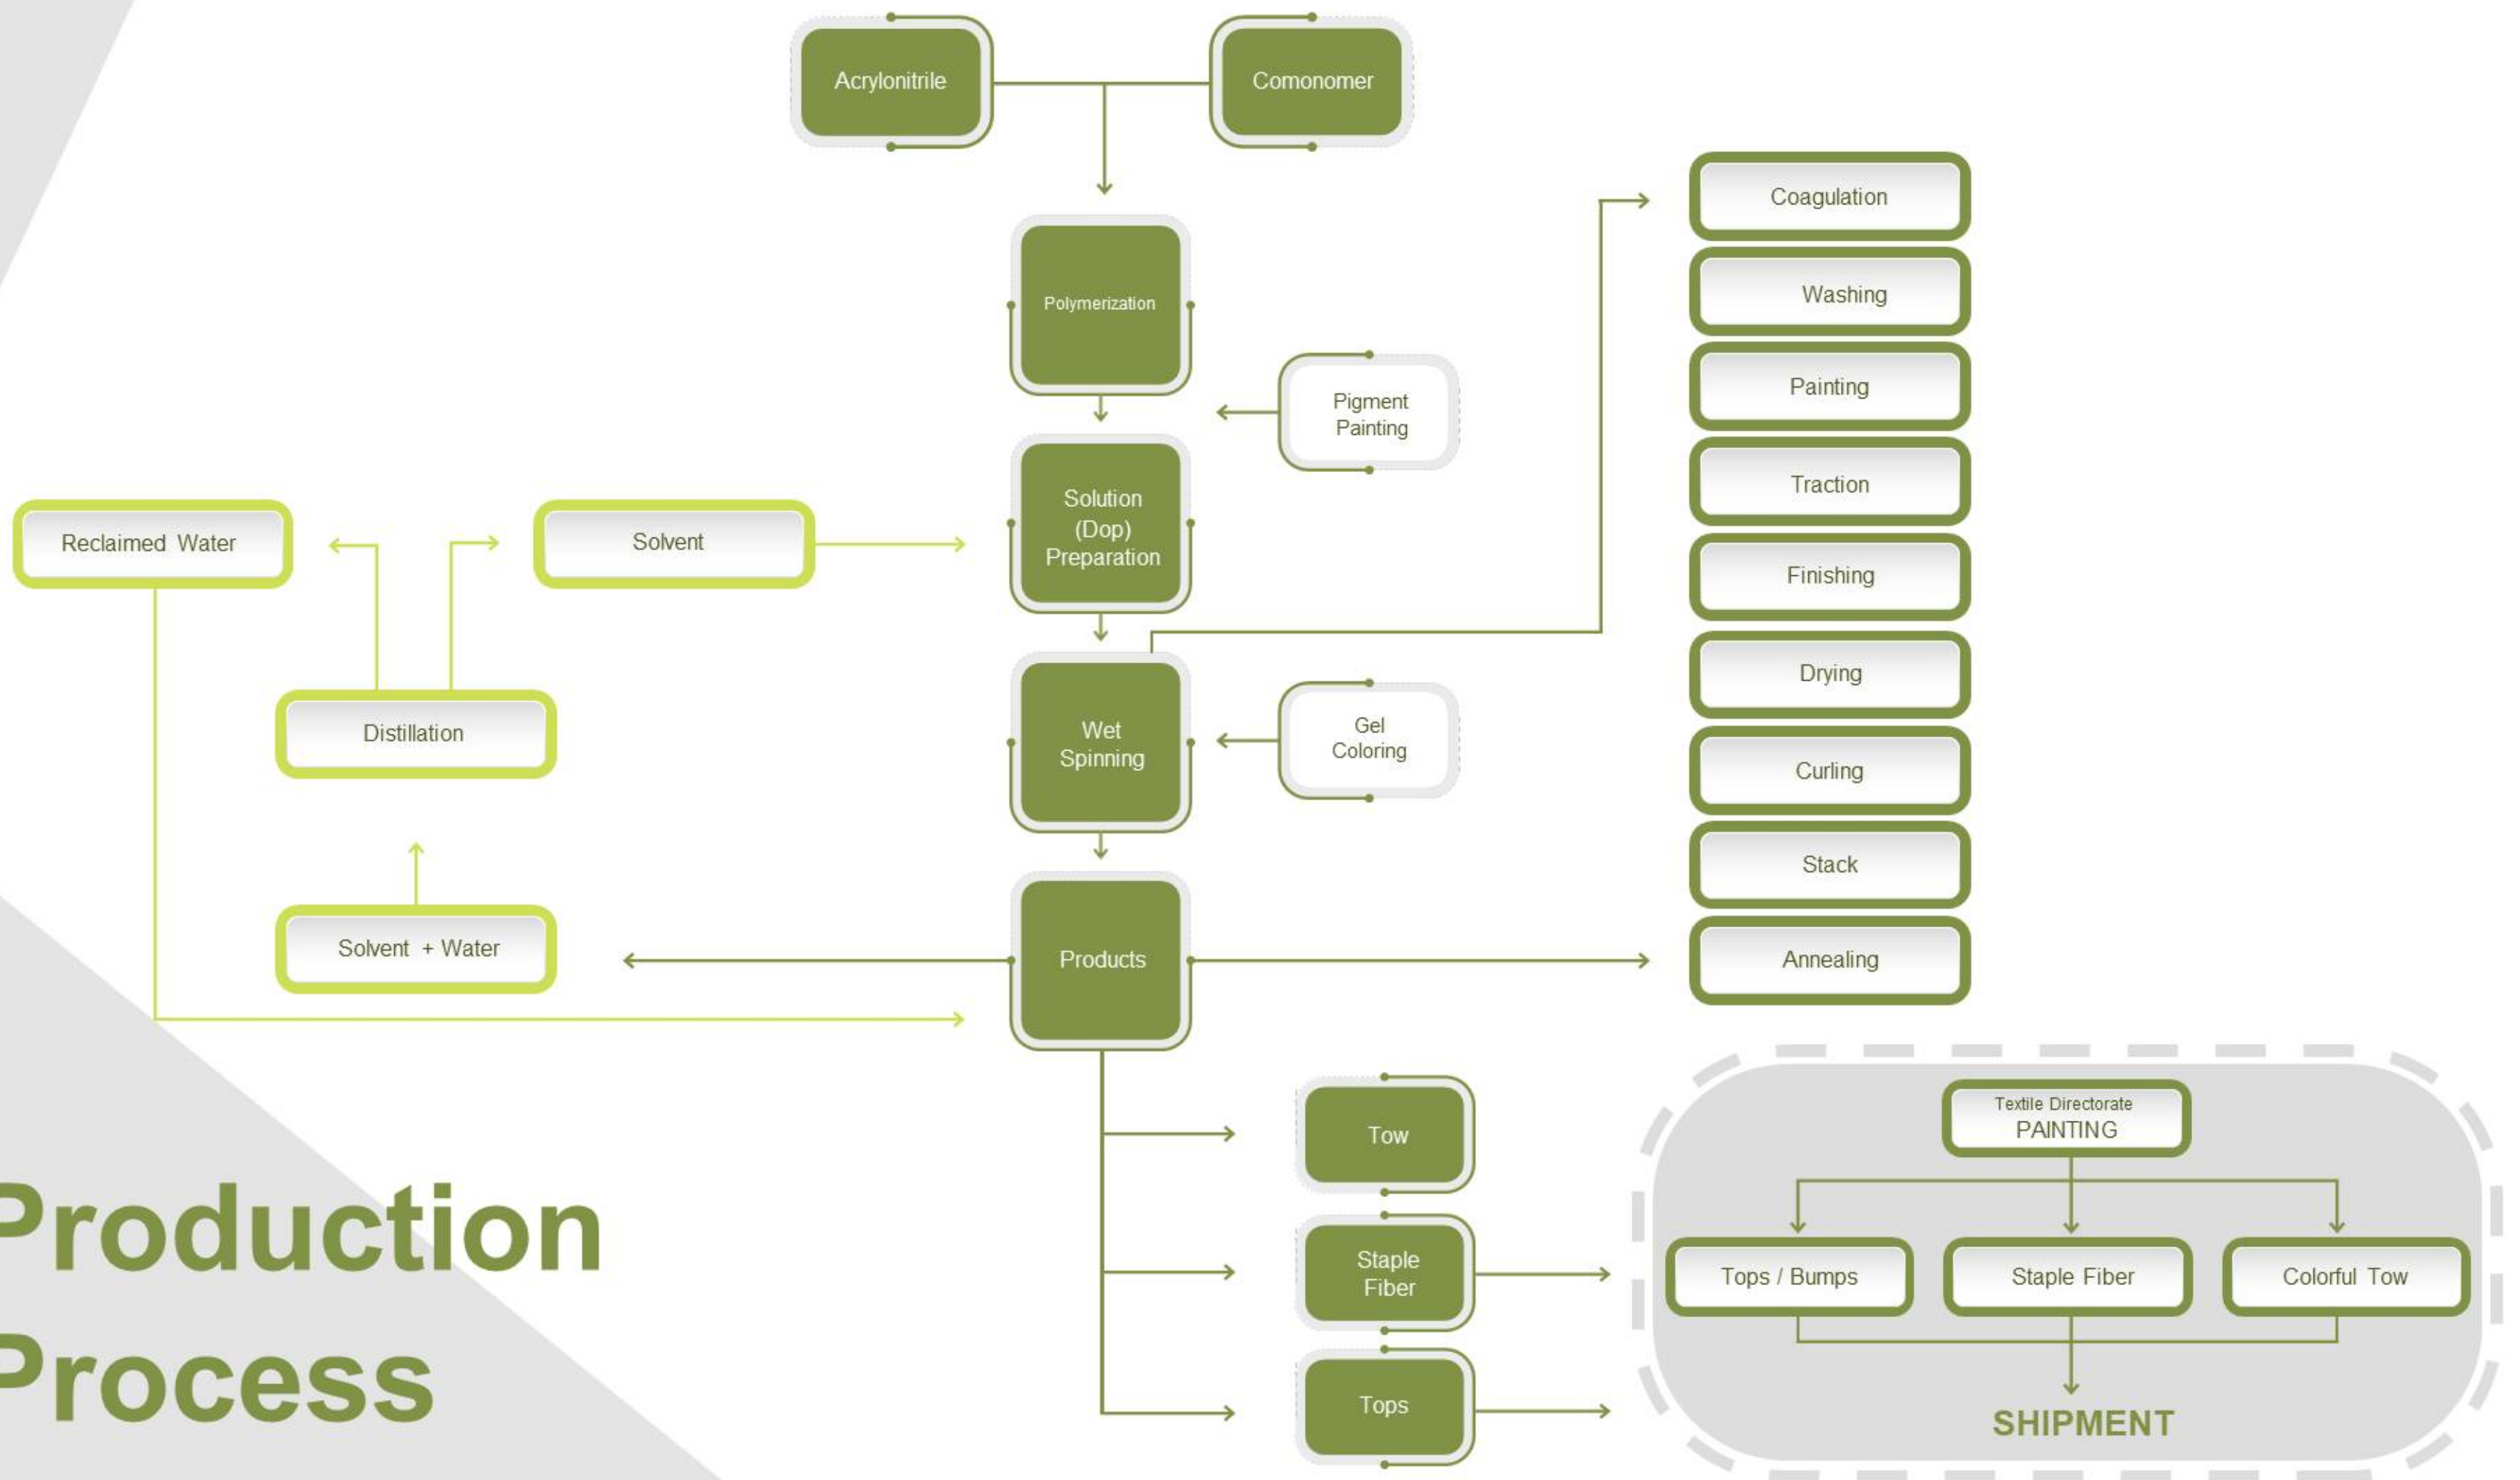 Acrylonitrile
Comonomer
Polymerization
Pigment
Painting
Solution
(Dop)
Preparation
Reclaimed Water
Solvent
Distillation
Wet
Spinning
Gel
Coloring
Solvent + Water
Products
Coagulation
Washing
Painting
Traction
Finishing
Drying
Curling
Stack
Annealing
Tow
Staple
Fiber
Tops
Textile Directorate
PAINTING
Tops / Bumps
Staple Fiber
Colorful Tow
SHIPMENT
Production
Process